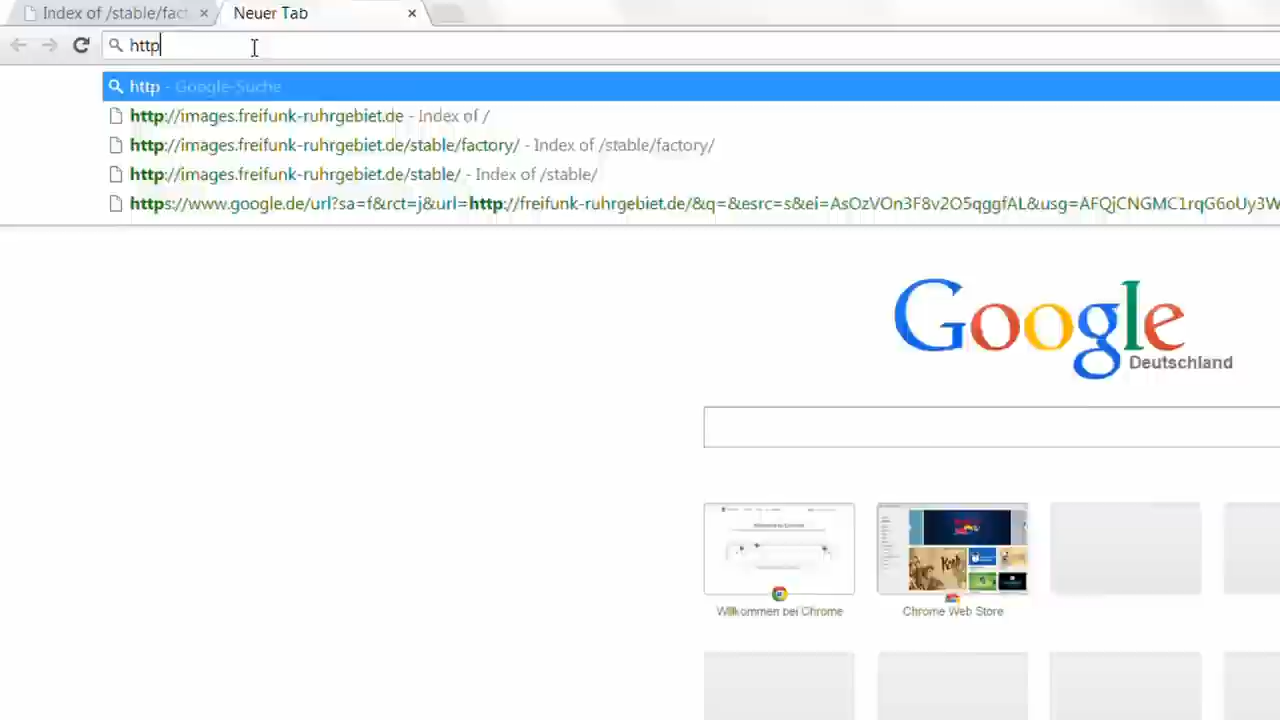 Index of /stable/fact
Neuer Tab
http
http - Google-Suche
http://images.freifunk-ruhrgebiet.de - Index of /
http://images.freifunk-ruhrgebiet.de/stable/factory/ - Index of /stable/factory/
http://images.freifunk-ruhrgebiet.de/stable/ - Index of /stable/
https://www.google.de/url?sa=f&rct=j&url=http://freifunk-ruhrgebiet.de/&q=&esrc=s&ei=AsOzVOn3F8v2O5qggfAL&usg=AFQjCNGMC1rqG6oUy3W
Google
Deutschland
Willkommen bei Chrome
Chrome Web Store